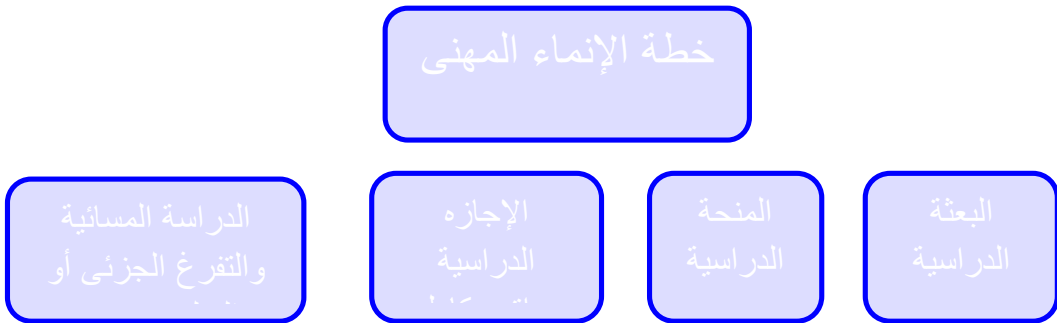 خطة الإنماء المهنى
البعثة
الدراسية
المنحة
الدراسية
الإجازه
الدراسية
الدراسة المسائية
والتفرغ الجزئى أو